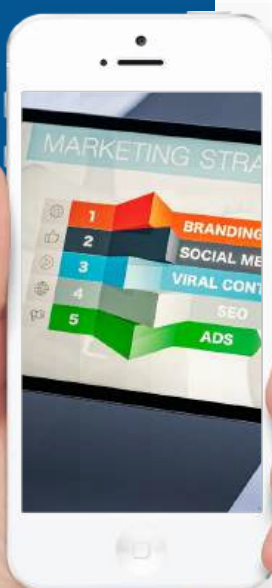 MARKETING STRA
1 BRANDING
2 SOCIAL ME
3 VIRAL CONT
4 SEO
5 ADS